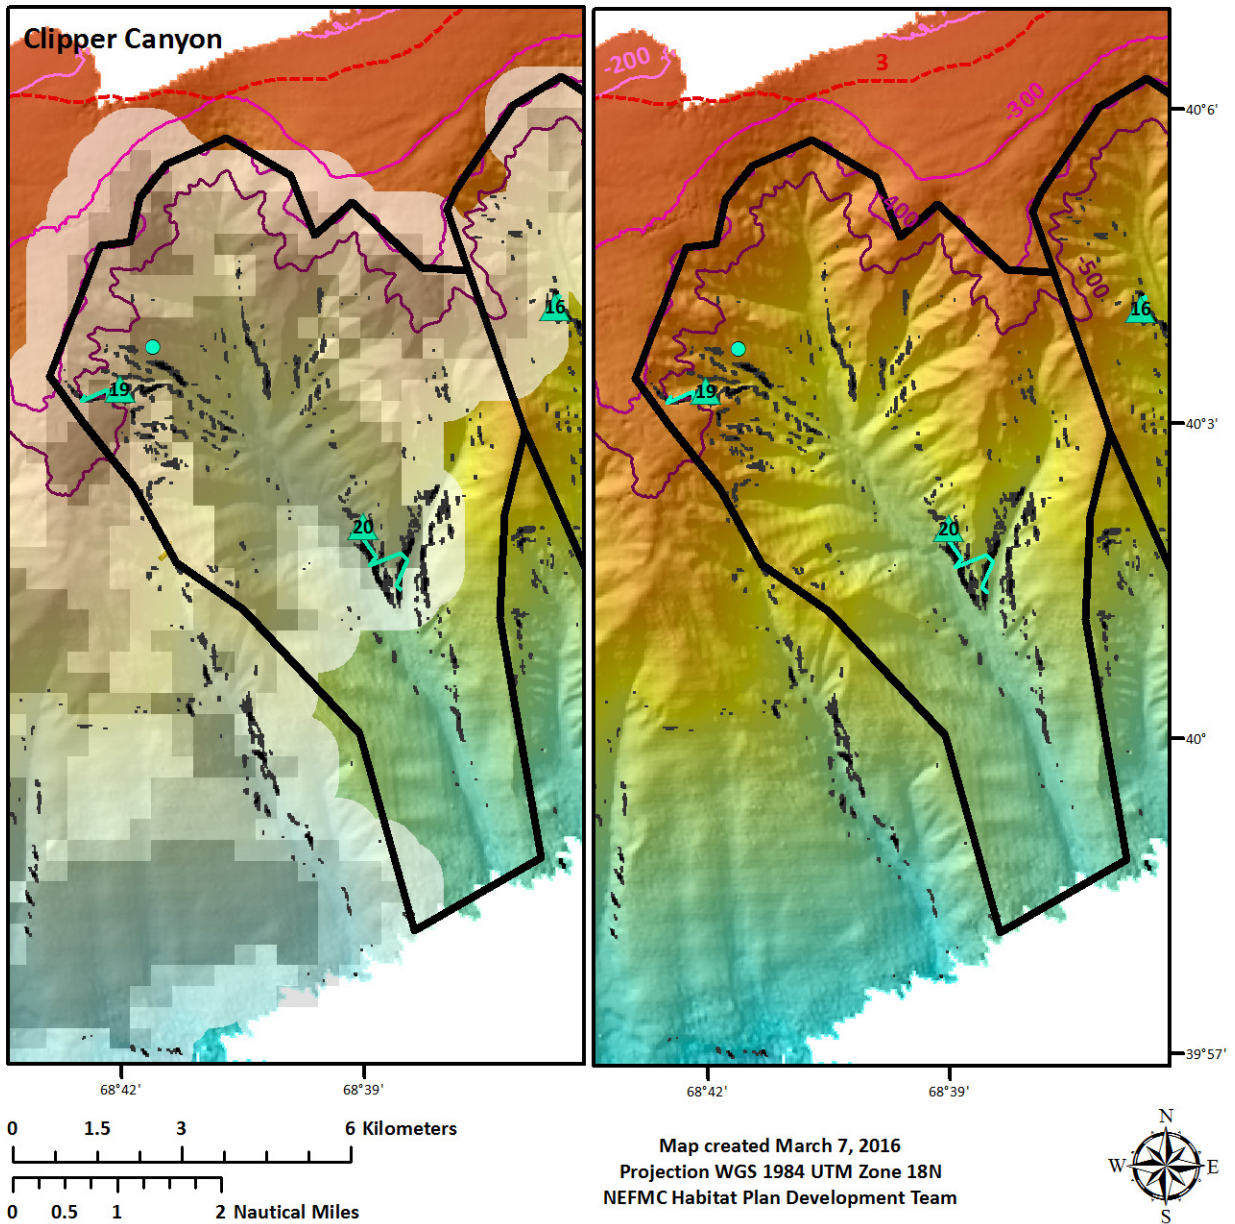 Clipper Canyon
16
19
20
68°42'
68°39'
-200
3
-300
400
-500
16
19
20
40°6'
40°3'
40°
39°57'
68°42'
68°39'
0 1.5 3 6 Kilometers
0 0.5 1 2 Nautical Miles
Map created March 7, 2016
Projection WGS 1984 UTM Zone 18N
NEFMC Habitat Plan Development Team
N
W E
S